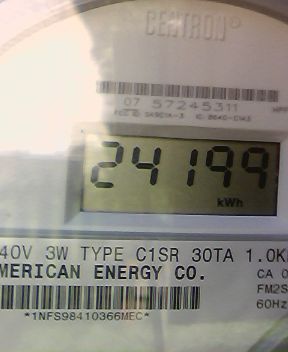 CENTRON®
07 57245311
24199
kWh
40V 3W TYPE C1SR 30TA 1.0K
MERICAN ENERGY CO.
CA 0
FM2S
60Hz
*1NFS98410366MEC*